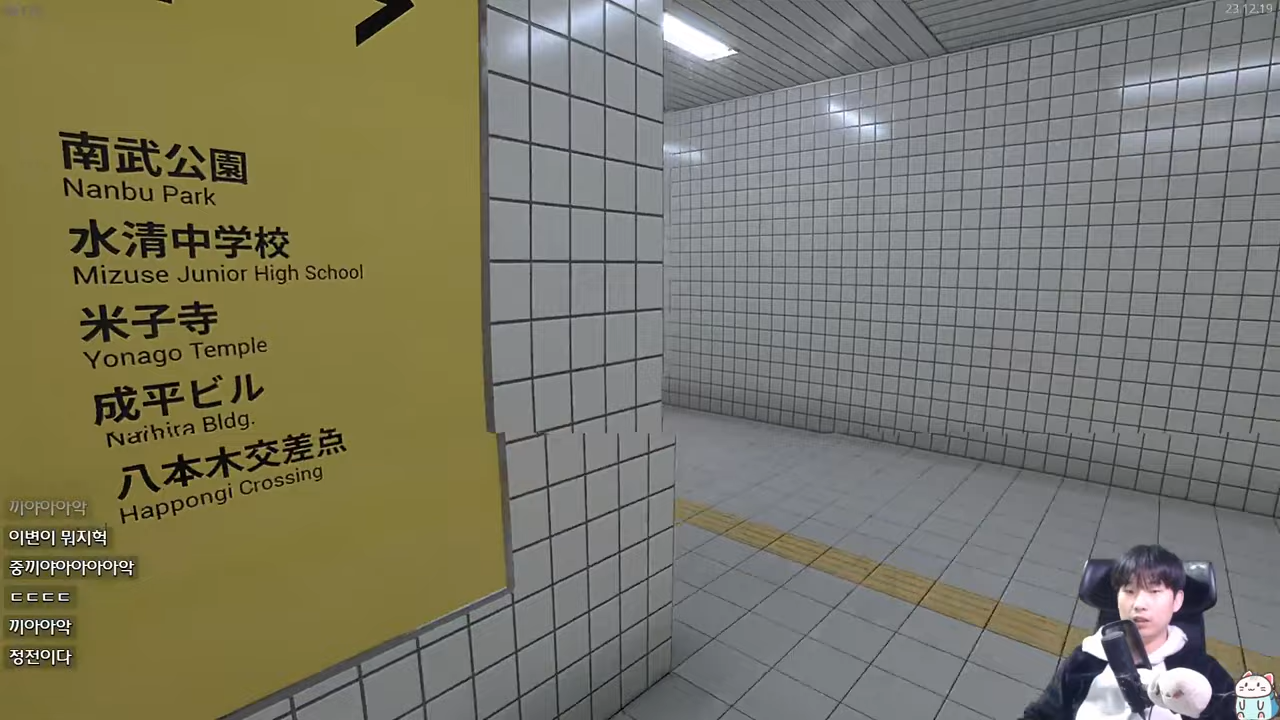 23.12.19
南武公園
Nanbu Park
水清中学校
Mizuse Junior High School
米子寺
Yonago Temple
成平ビル
Narhira Bldg.
八本木交差点
Happongi Crossing
끼야아아악
이변이 뭐지헉
중끼야아아아아악
ㄷㄷㄷㄷ
끼아아악
정전이다